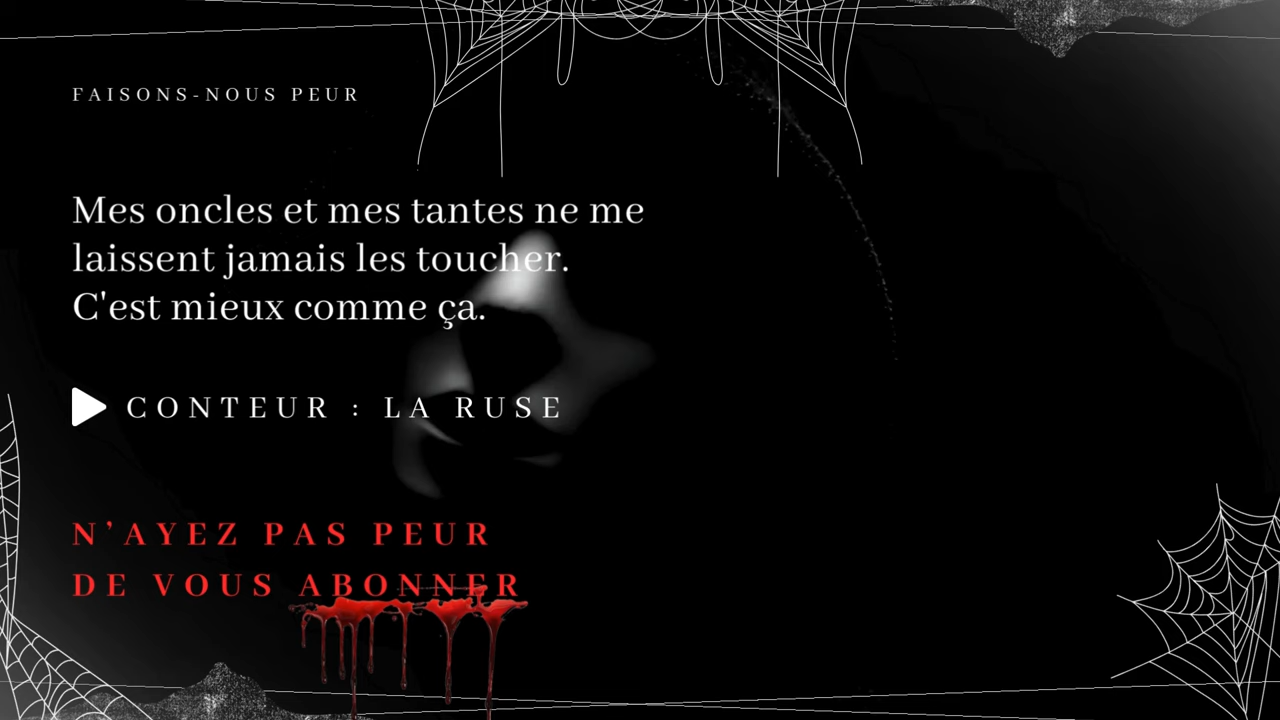 FAISONS-NOUS PEUR
Mes oncles et mes tantes ne me
laissent jamais les toucher.
C'est mieux comme ça.
CONTEUR : LA RUSE
N’AYEZ PAS PEUR
DE VOUS ABONNER